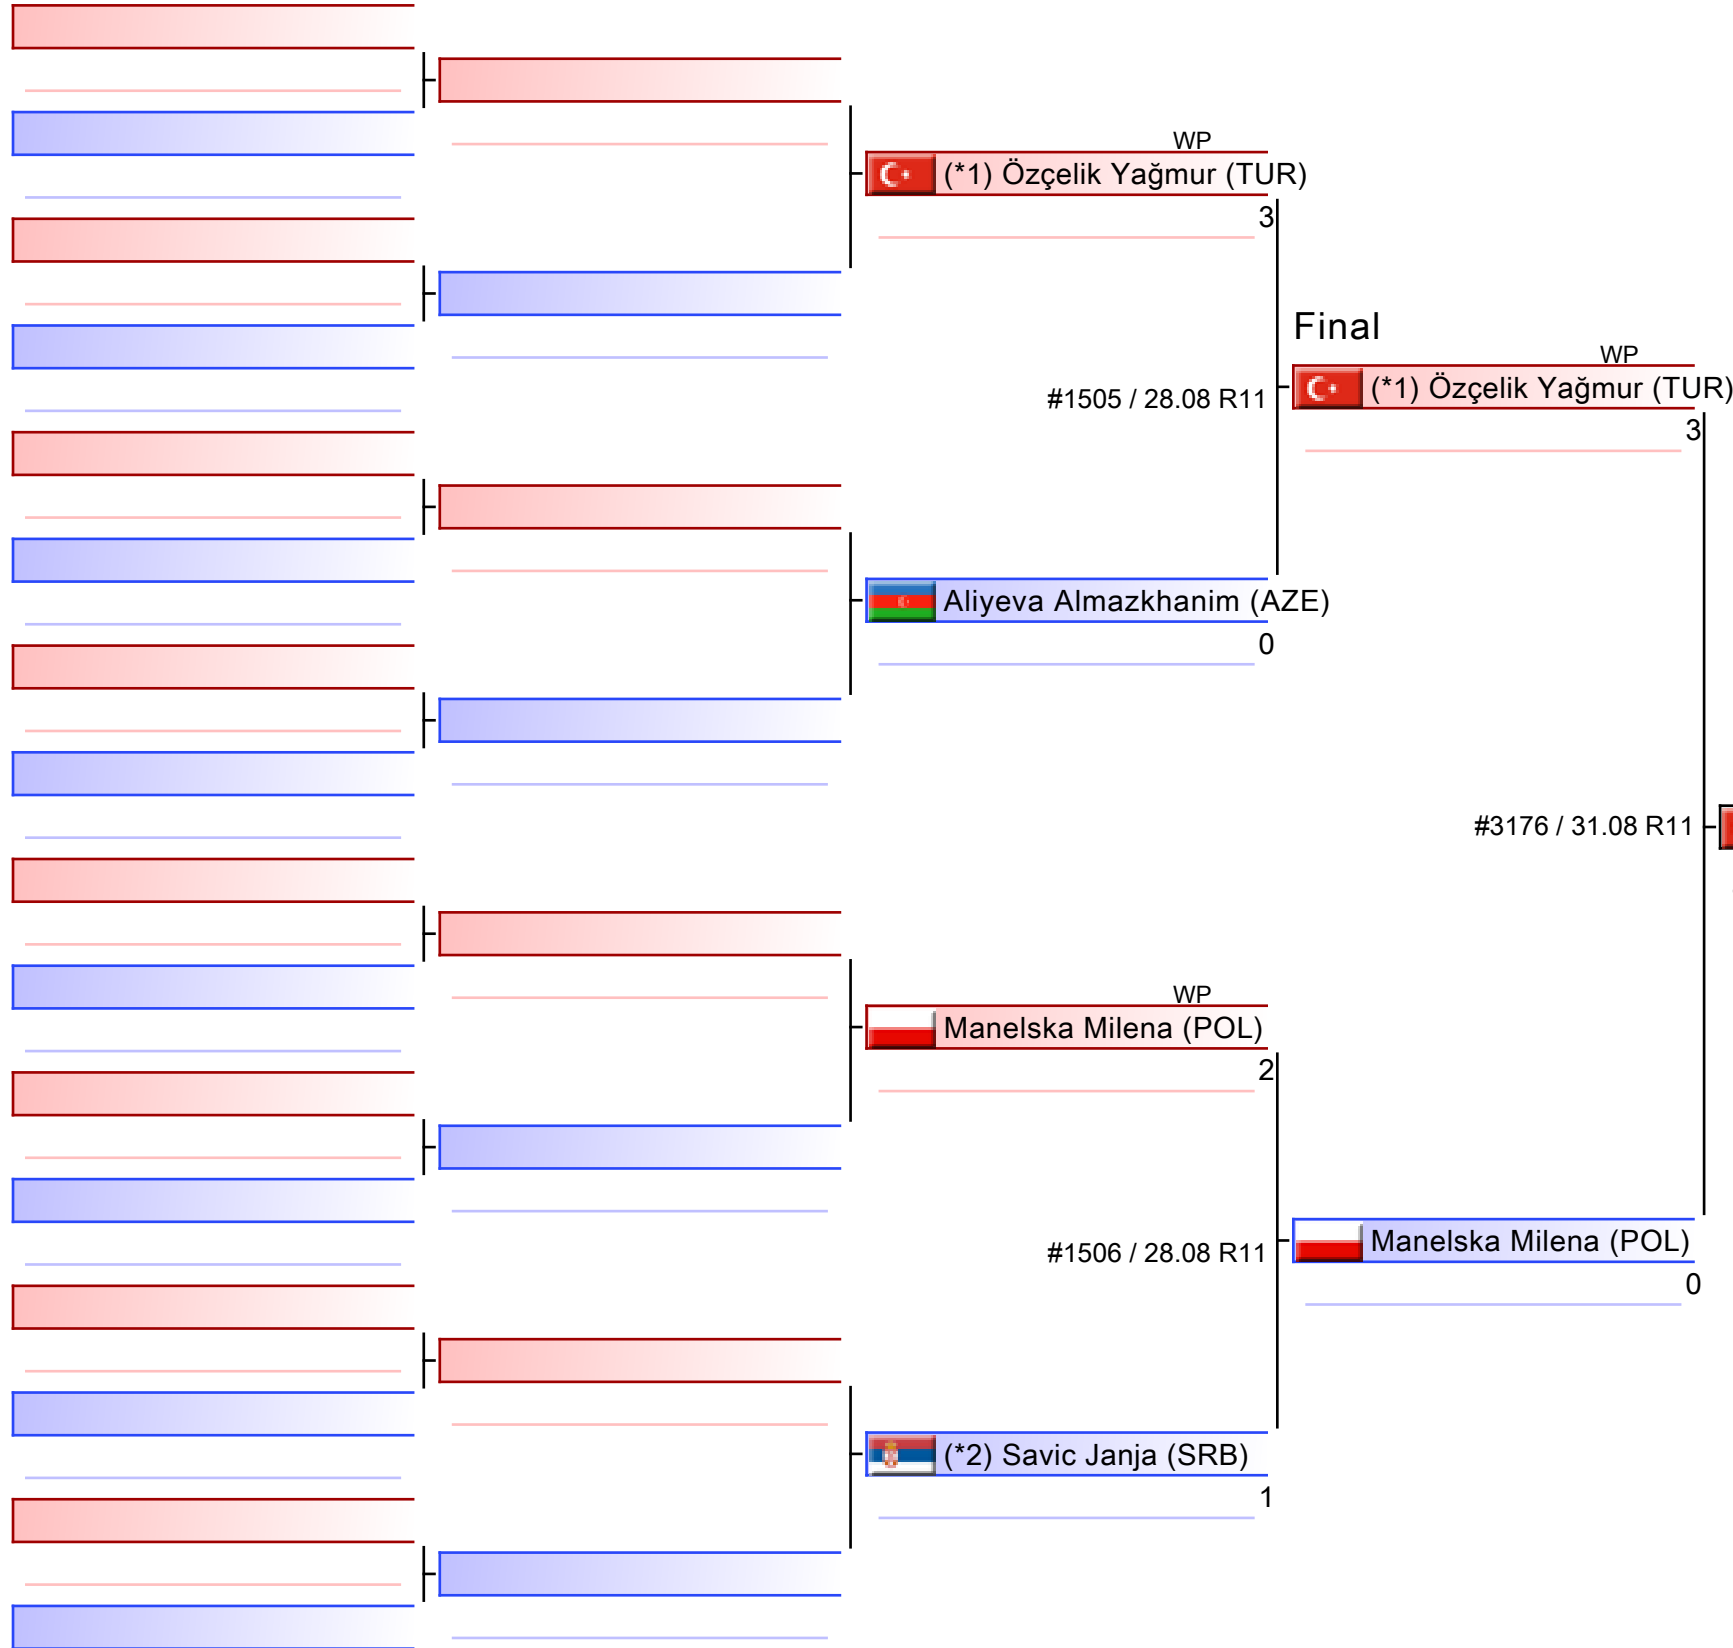 WP
(*1) Özçelik Yağmur (TUR)
3
#1505 / 28.08 R11
Aliyeva Almazkhanim (AZE)
0
Final
WP
(*1) Özçelik Yağmur (TUR)
3
#3176 / 31.08 R11
WP
Manelska Milena (POL)
2
#1506 / 28.08 R11
Manelska Milena (POL)
0
(*2) Savic Janja (SRB)
1